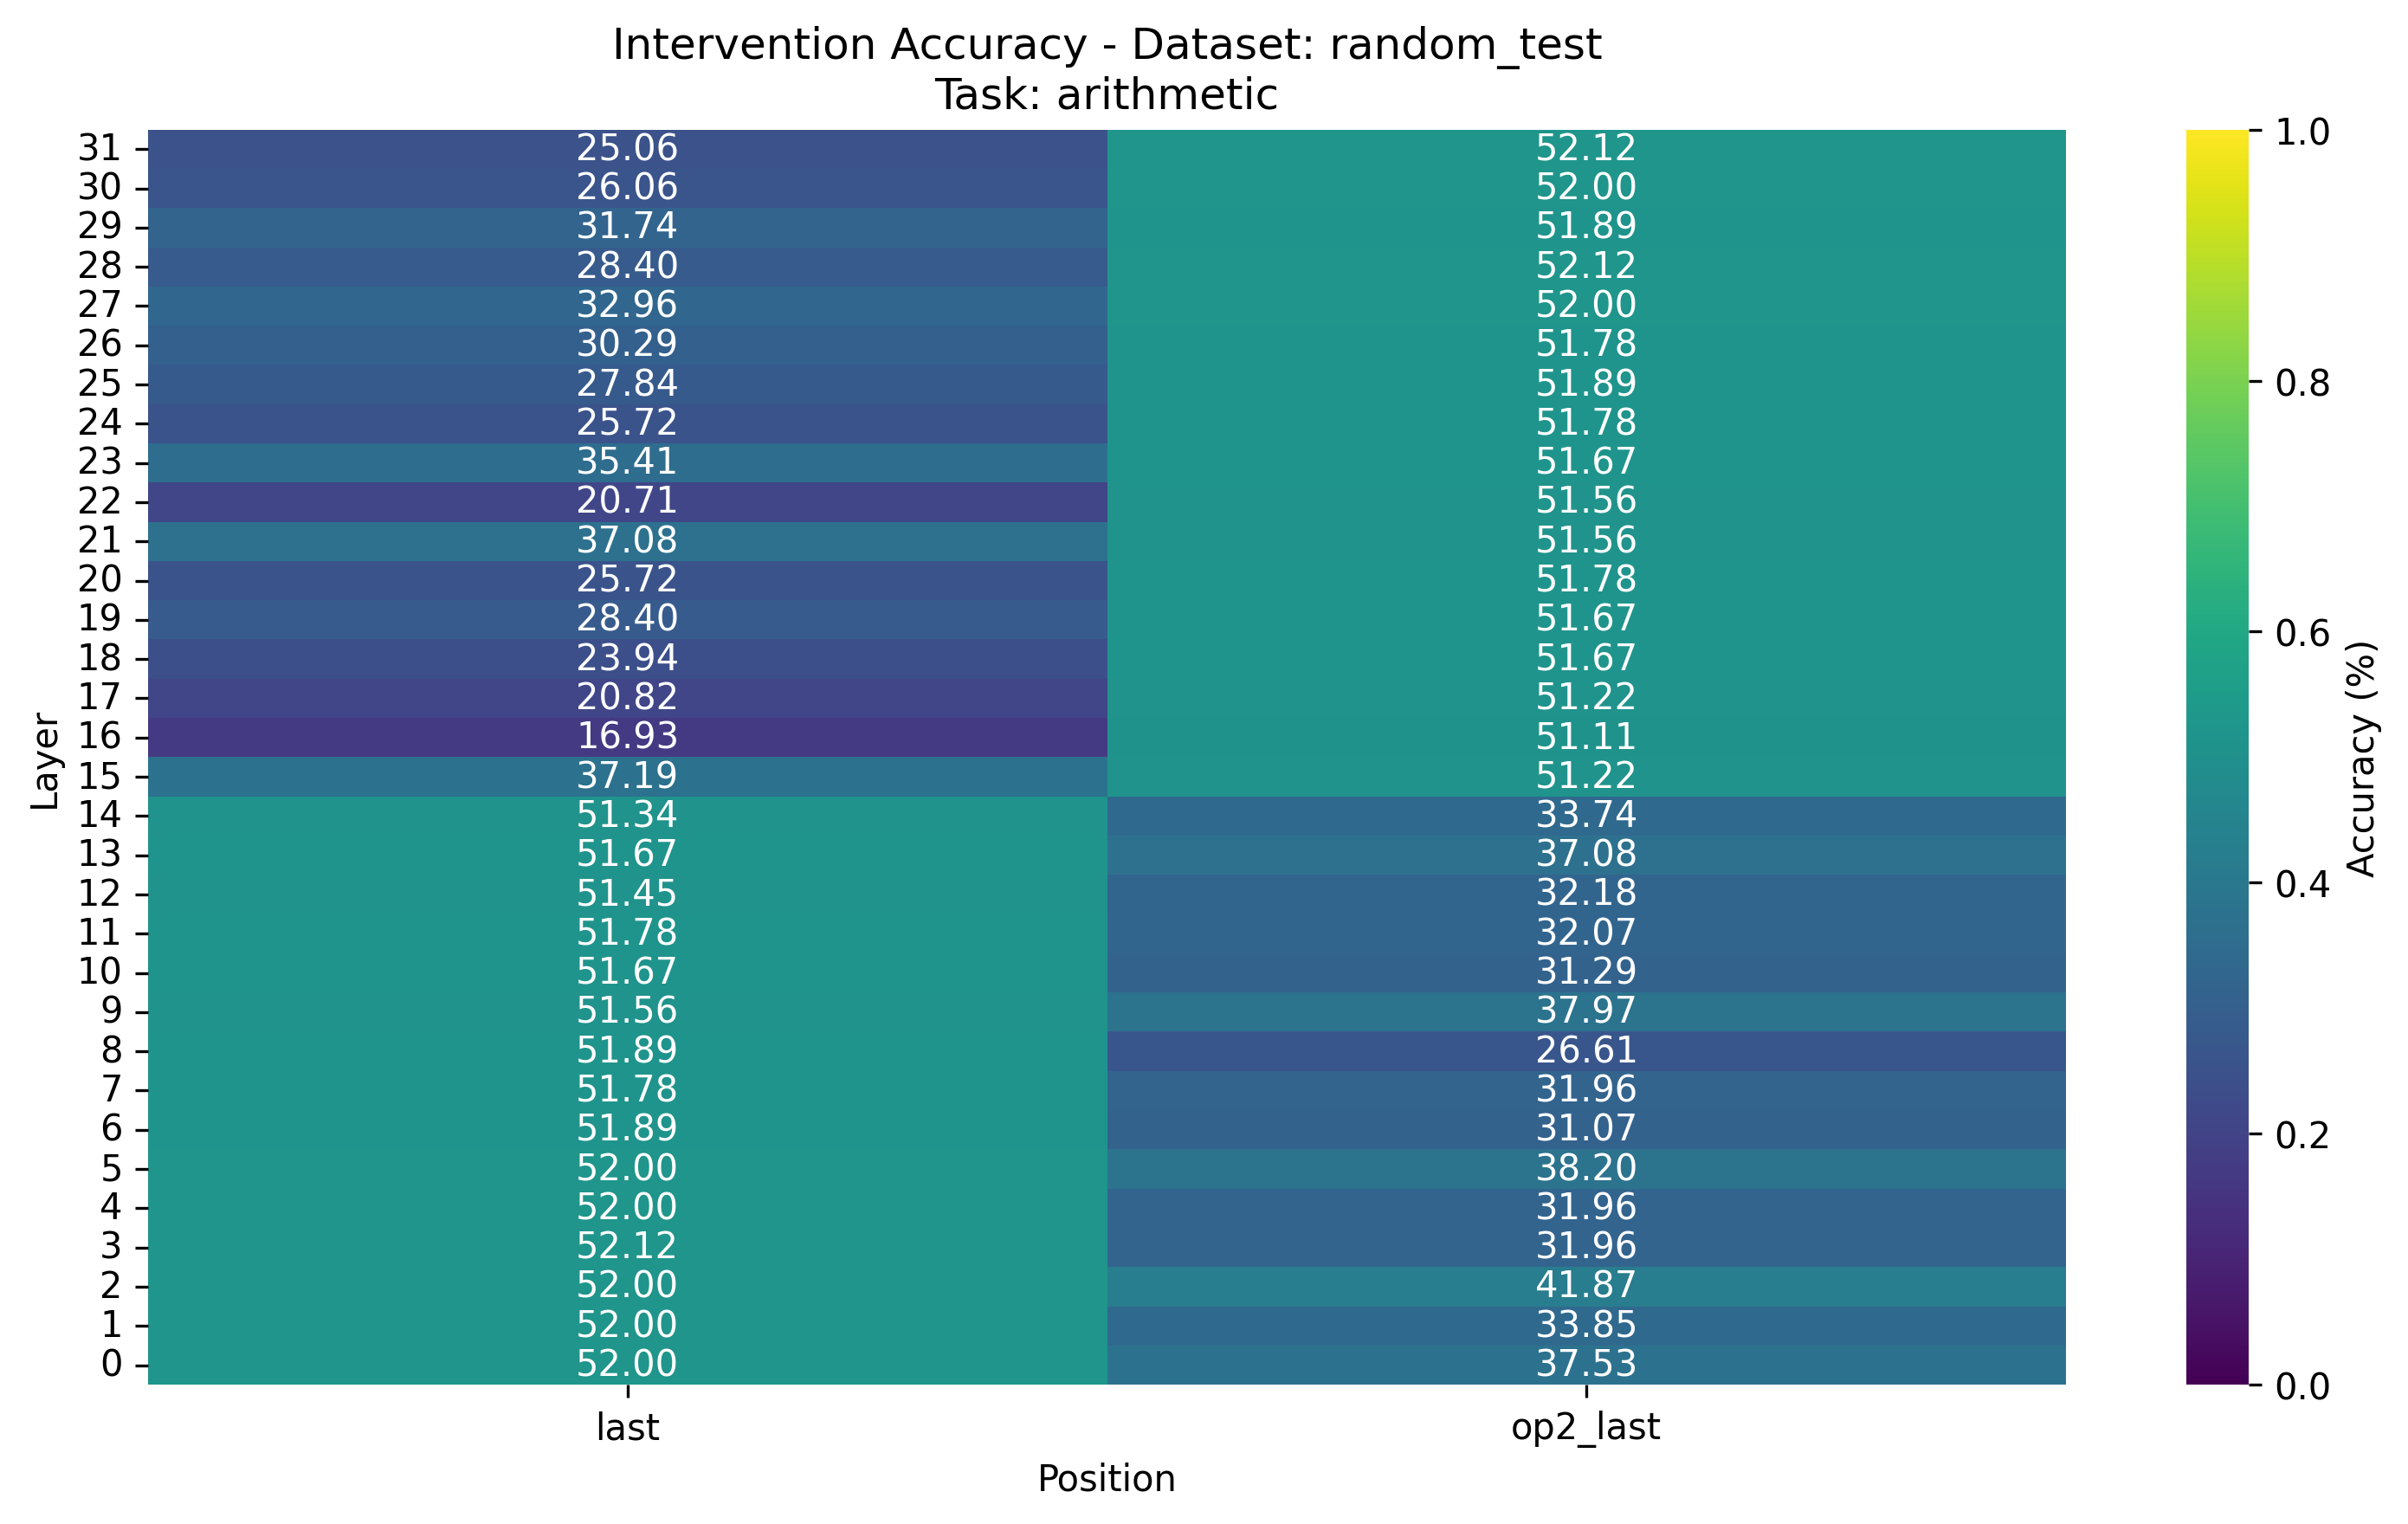 Intervention Accuracy - Dataset: random_test
Task: arithmetic
31 25.06 52.12
30 26.06 52.00
29 31.74 51.89
28 28.40 52.12
27 32.96 52.00
26 30.29 51.78
25 27.84 51.89
24 25.72 51.78
23 35.41 51.67
22 20.71 51.56
21 37.08 51.56
20 25.72 51.78
19 28.40 51.67
18 23.94 51.67
17 20.82 51.22
16 16.93 51.11
15 37.19 51.22
14 51.34 33.74
13 51.67 37.08
12 51.45 32.18
11 51.78 32.07
10 51.67 31.29
9 51.56 37.97
8 51.89 26.61
7 51.78 31.96
6 51.89 31.07
5 52.00 38.20
4 52.00 31.96
3 52.12 31.96
2 52.00 41.87
1 52.00 33.85
0 52.00 37.53
last op2_last
Position
Layer
1.0
0.8
0.6
0.4
0.2
0.0
Accuracy (%)